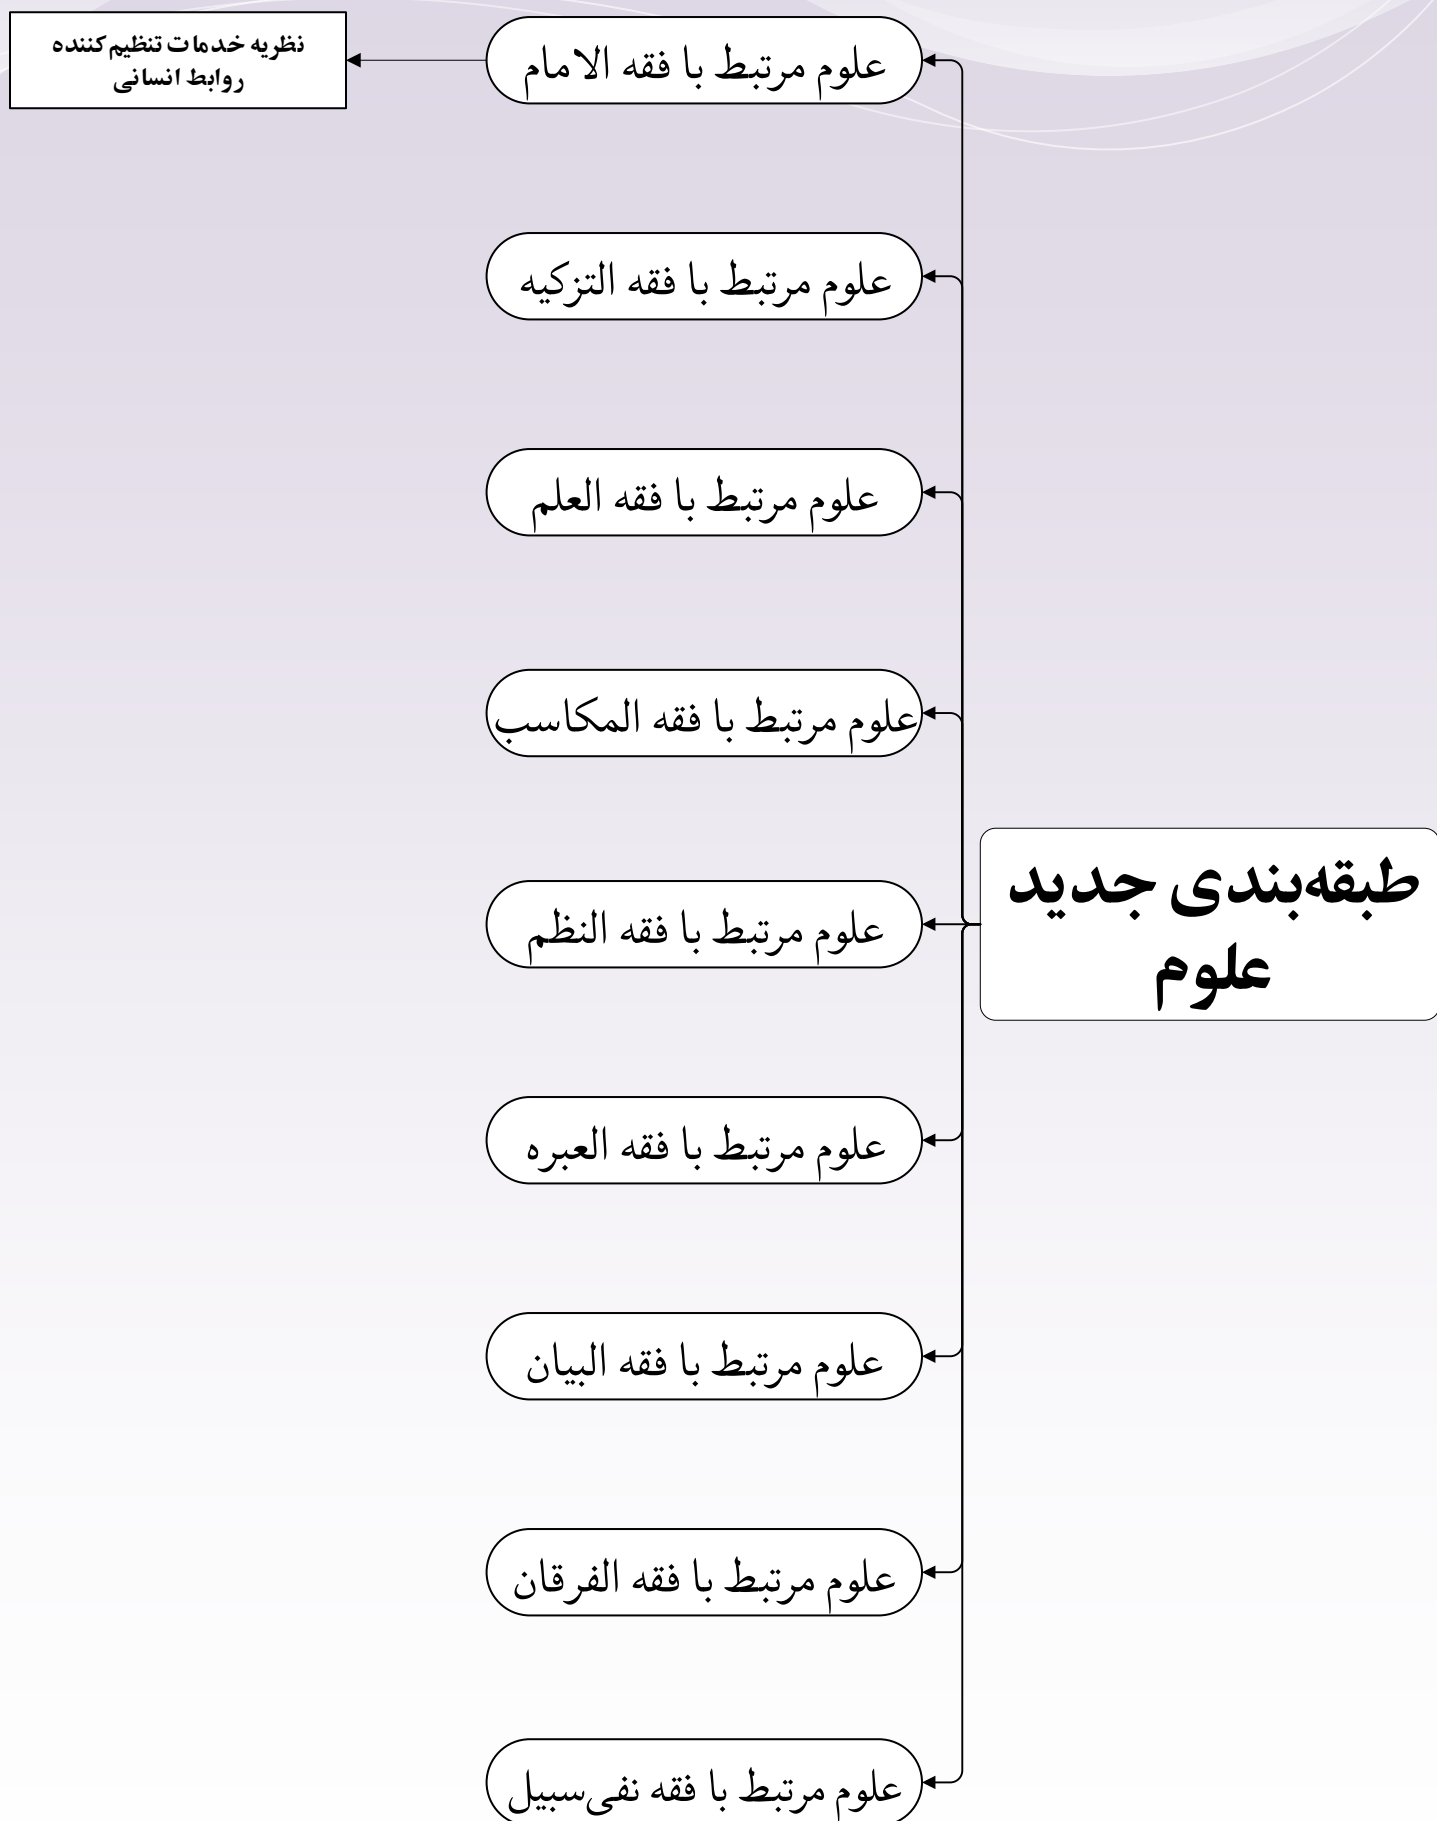 طبقه‌بندی جدید
علوم
علوم مرتبط با فقه الامام
نظریه خدمات تنظیم‌کننده
روابط انسانی
علوم مرتبط با فقه التزکیه
علوم مرتبط با فقه العلم
علوم مرتبط با فقه المکاسب
علوم مرتبط با فقه النظم
علوم مرتبط با فقه العبره
علوم مرتبط با فقه البیان
علوم مرتبط با فقه الفرقان
علوم مرتبط با فقه نفی‌سبیل